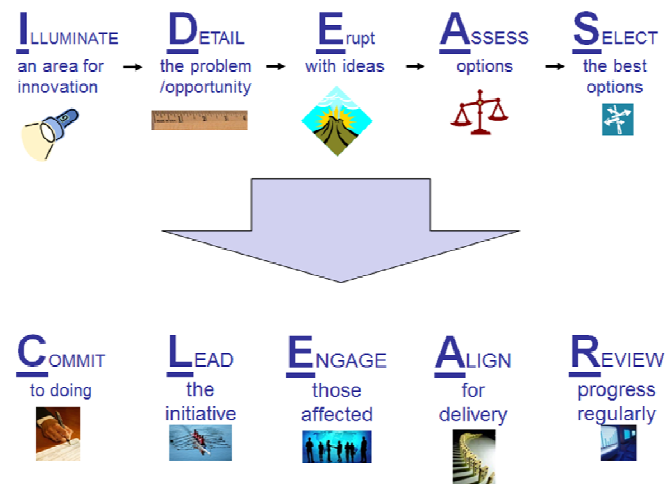 ILLUMINATE DETAIL Erupt ASSESS SELECT
an area for the problem with ideas options the best
innovation /opportunity options
COMMIT LEAD ENGAGE ALIGN REVIEW
to doing the those for progress
initiative affected delivery regularly